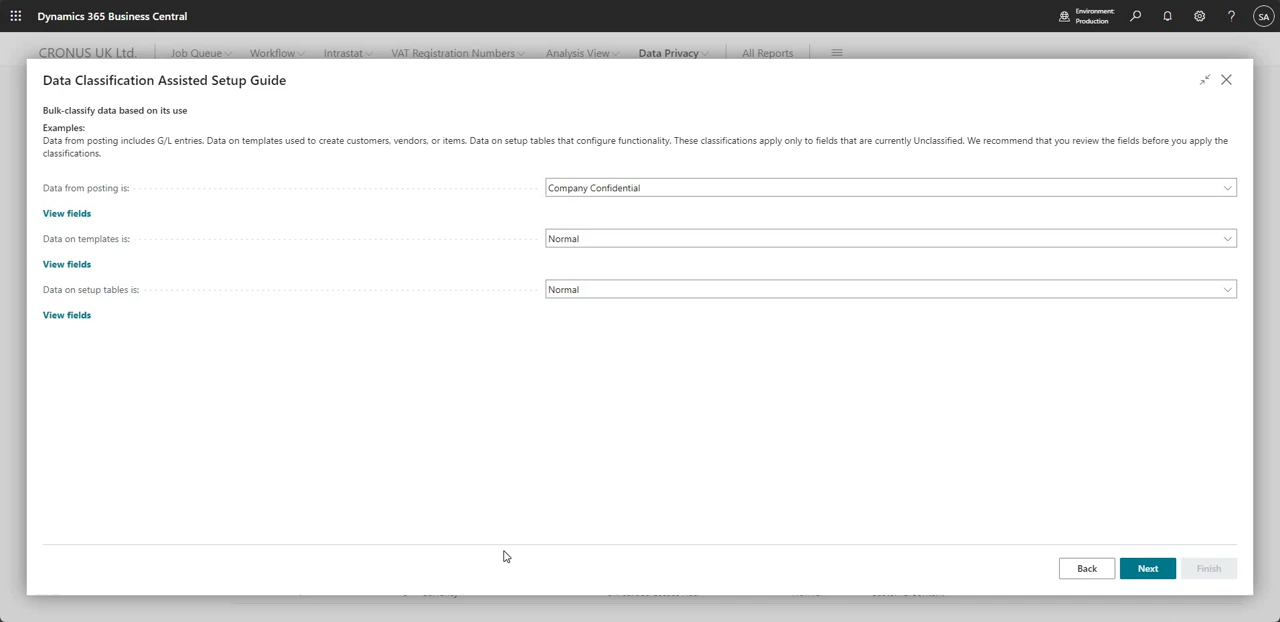 Dynamics 365 Business Central
Environment:
Production
SA
CRONUS UK Ltd.
Job Queue
Workflow
Intrastat
VAT Registration Numbers
Analysis View
Data Privacy
All Reports
Data Classification Assisted Setup Guide
Bulk-classify data based on its use
Examples:
Data from posting includes G/L entries. Data on templates used to create customers, vendors, or items. Data on setup tables that configure functionality. These classifications apply only to fields that are currently Unclassified. We recommend that you review the fields before you apply the
classifications.
Data from posting is:
Company Confidential
View fields
Data on templates is:
Normal
View fields
Data on setup tables is:
Normal
View fields
Back
Next
Finish